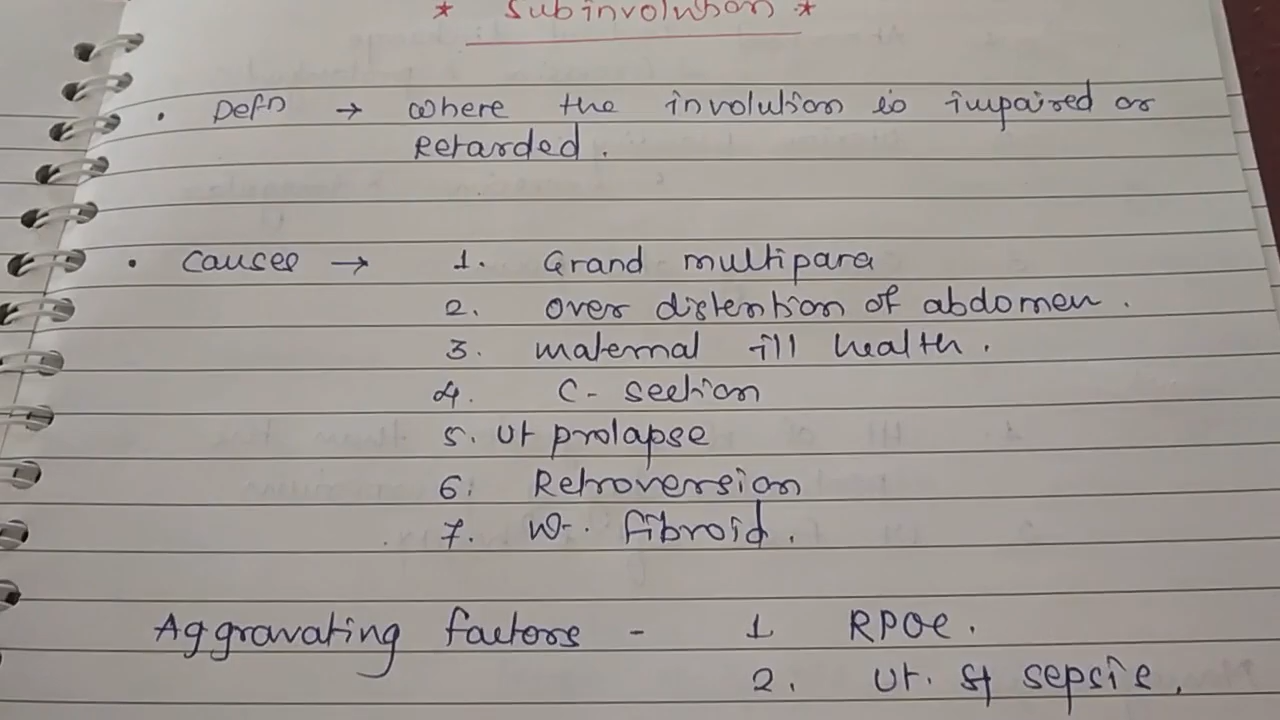 * Subinvolution *
• Defn → Where the involution is impaired or
Retarded.
• Causes → 1. Grand multipara
2. Over distention of abdomen.
3. Maternal ill health.
4. C-section
5. Ut prolapse
6. Retroversion
7. Ut. fibroid.
Aggravating factors - 1 RPOC.
2. Ut. sepsis.